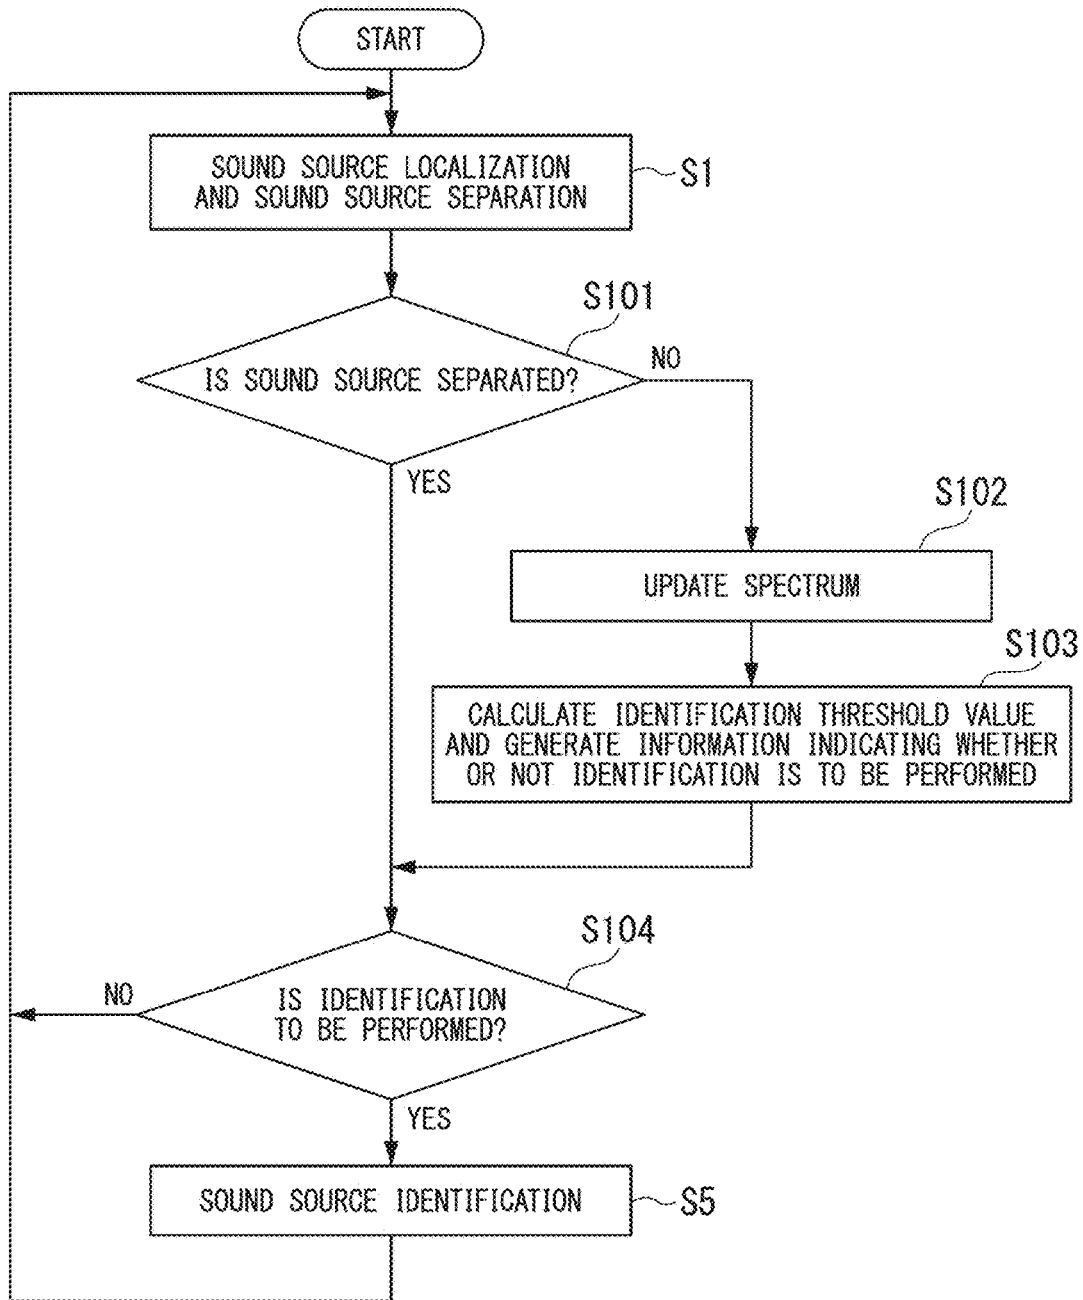 START
SOUND SOURCE LOCALIZATION
AND SOUND SOURCE SEPARATION
S1
S101
IS SOUND SOURCE SEPARATED?
NO
YES
S102
UPDATE SPECTRUM
S103
CALCULATE IDENTIFICATION THRESHOLD VALUE
AND GENERATE INFORMATION INDICATING WHETHER
OR NOT IDENTIFICATION IS TO BE PERFORMED
S104
NO
IS IDENTIFICATION
TO BE PERFORMED?
YES
SOUND SOURCE IDENTIFICATION
S5